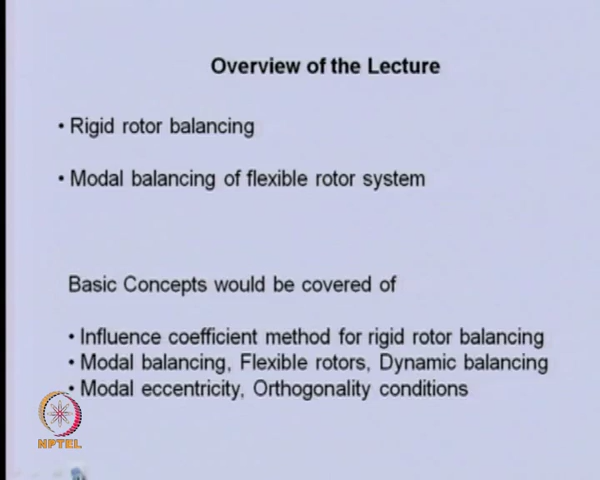 Overview of the Lecture
• Rigid rotor balancing
• Modal balancing of flexible rotor system
Basic Concepts would be covered of
• Influence coefficient method for rigid rotor balancing
• Modal balancing, Flexible rotors, Dynamic balancing
• Modal eccentricity, Orthogonality conditions
NPTEL